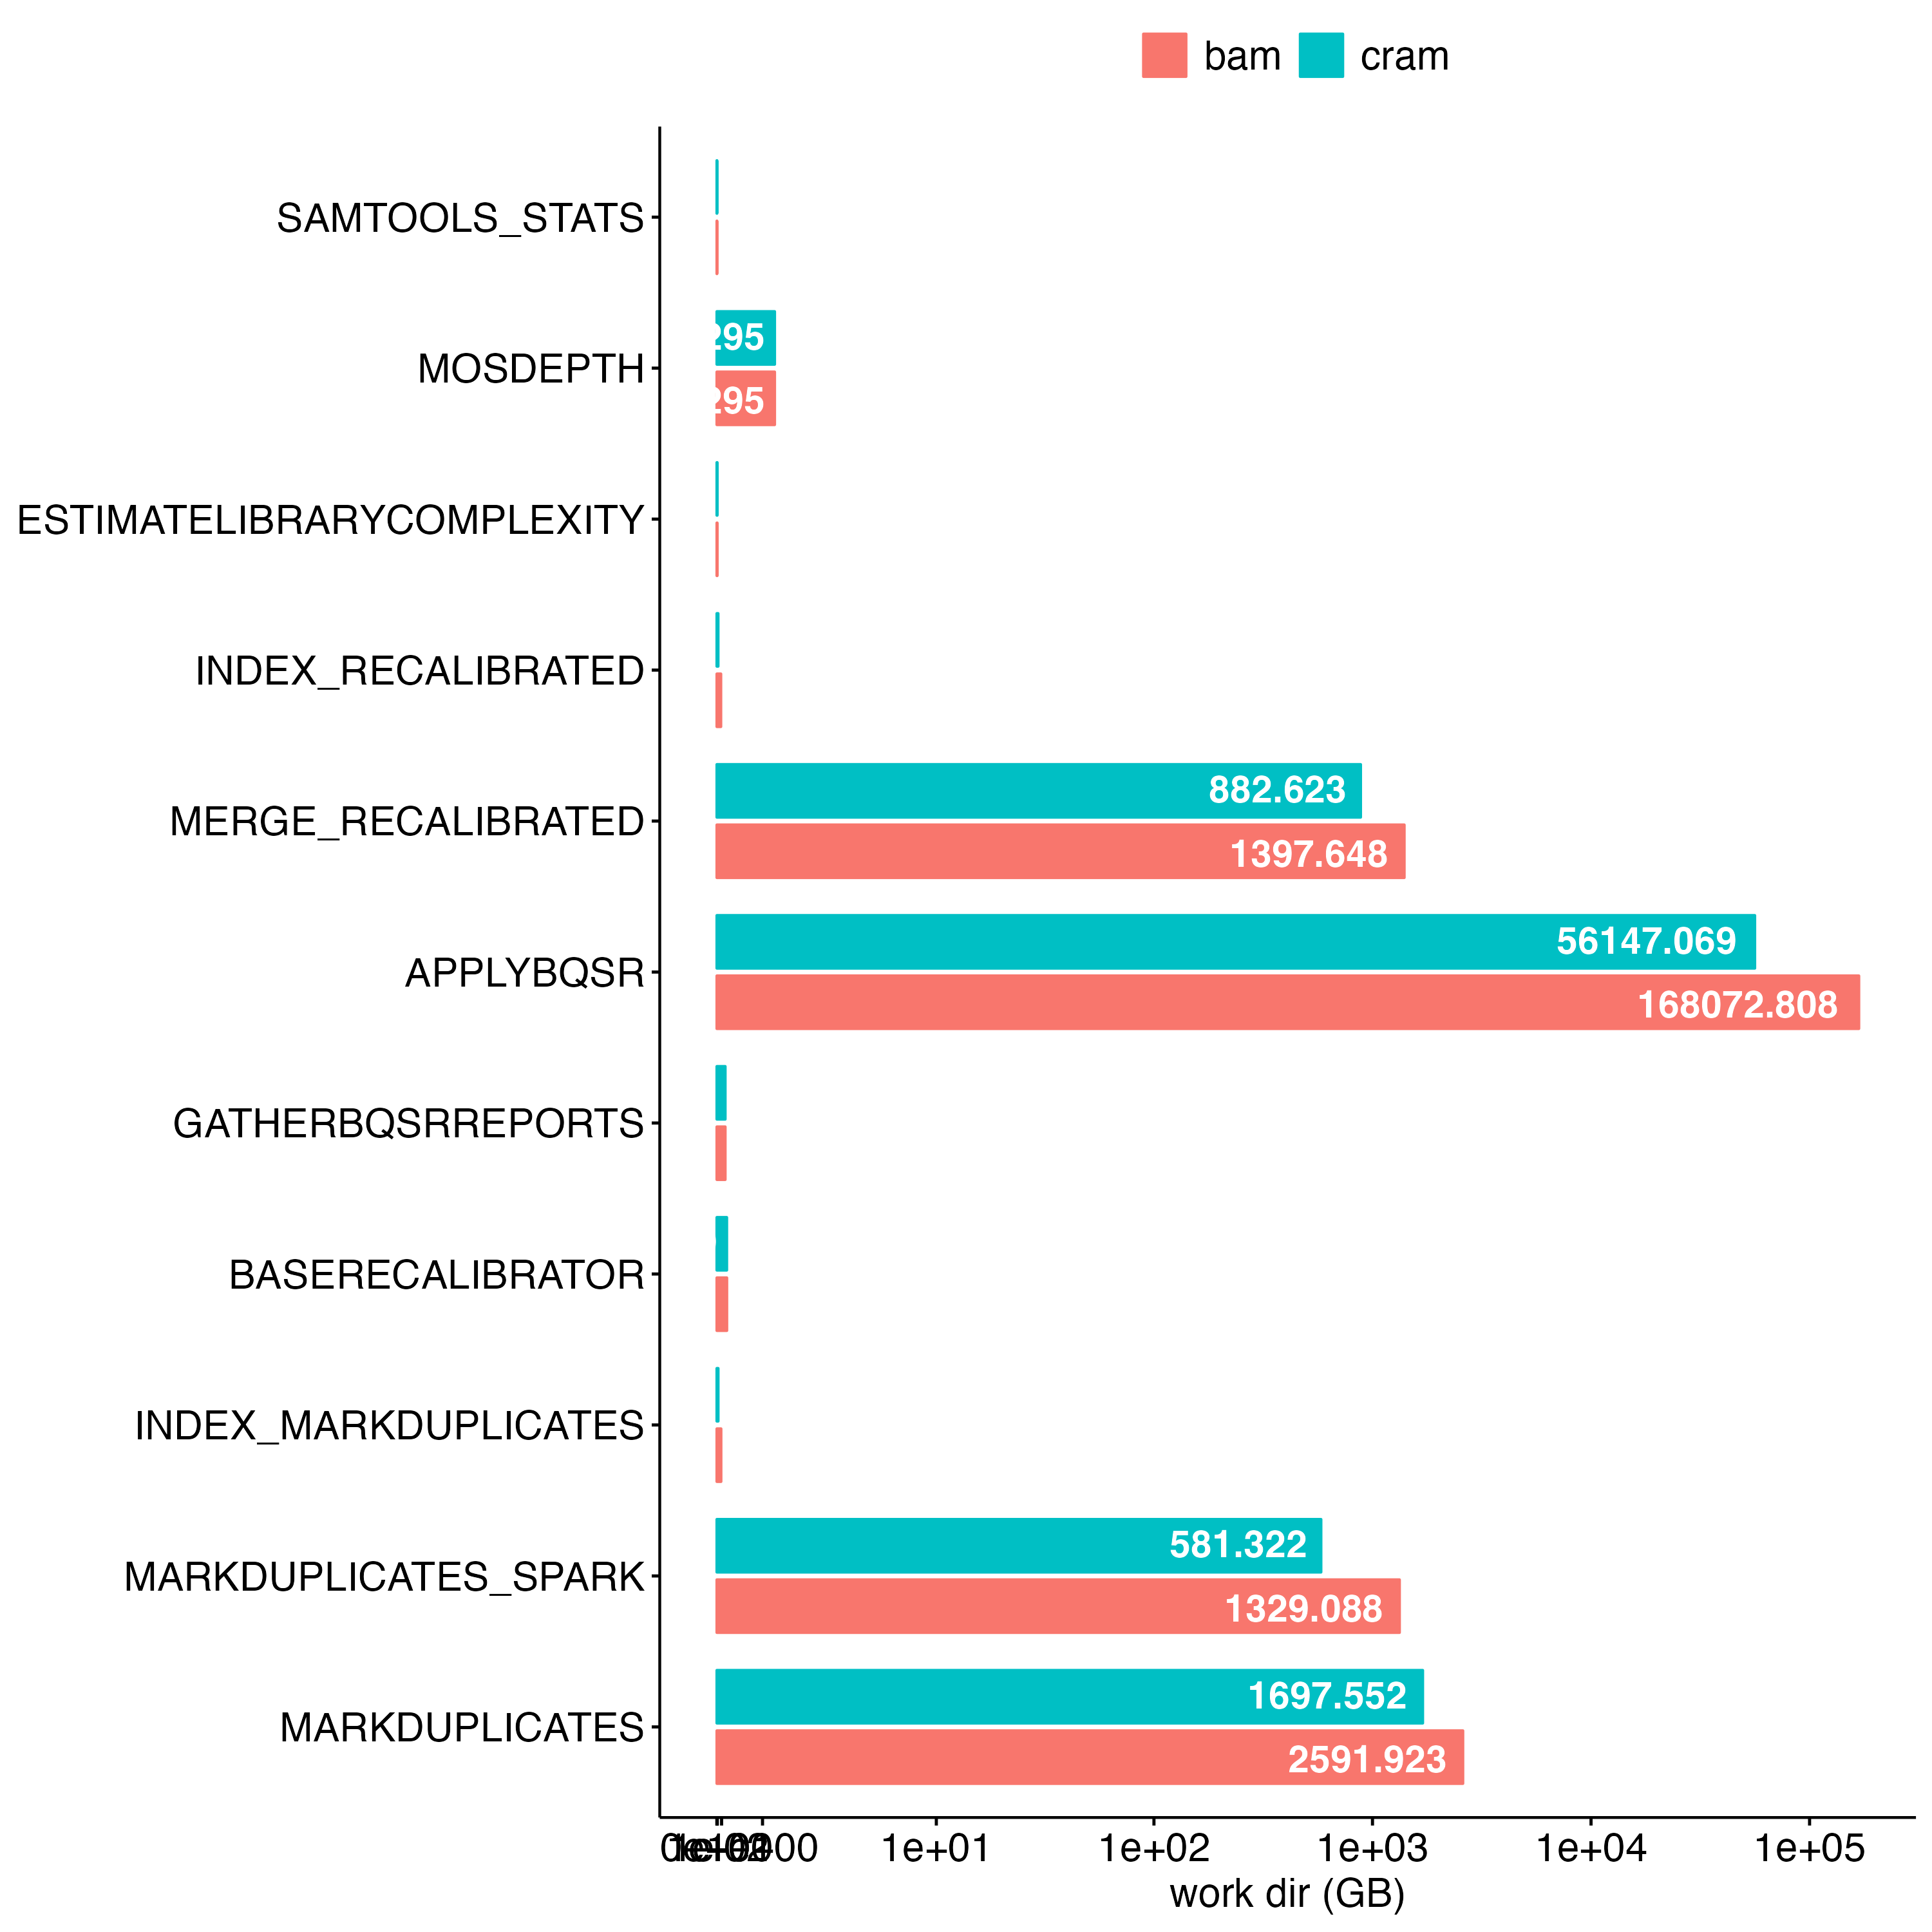 bam cram
SAMTOOLS_STATS
295
MOSDEPTH
295
ESTIMATELIBRARYCOMPLEXITY
INDEX_RECALIBRATED
882.623
MERGE_RECALIBRATED
1397.648
56147.069
APPLYBQSR
168072.808
GATHERBQSRREPORTS
BASERECALIBRATOR
INDEX_MARKDUPLICATES
581.322
MARKDUPLICATES_SPARK
1329.088
1697.552
MARKDUPLICATES
2591.923
1e+01 1e+02 1e+03 1e+04 1e+05
work dir (GB)